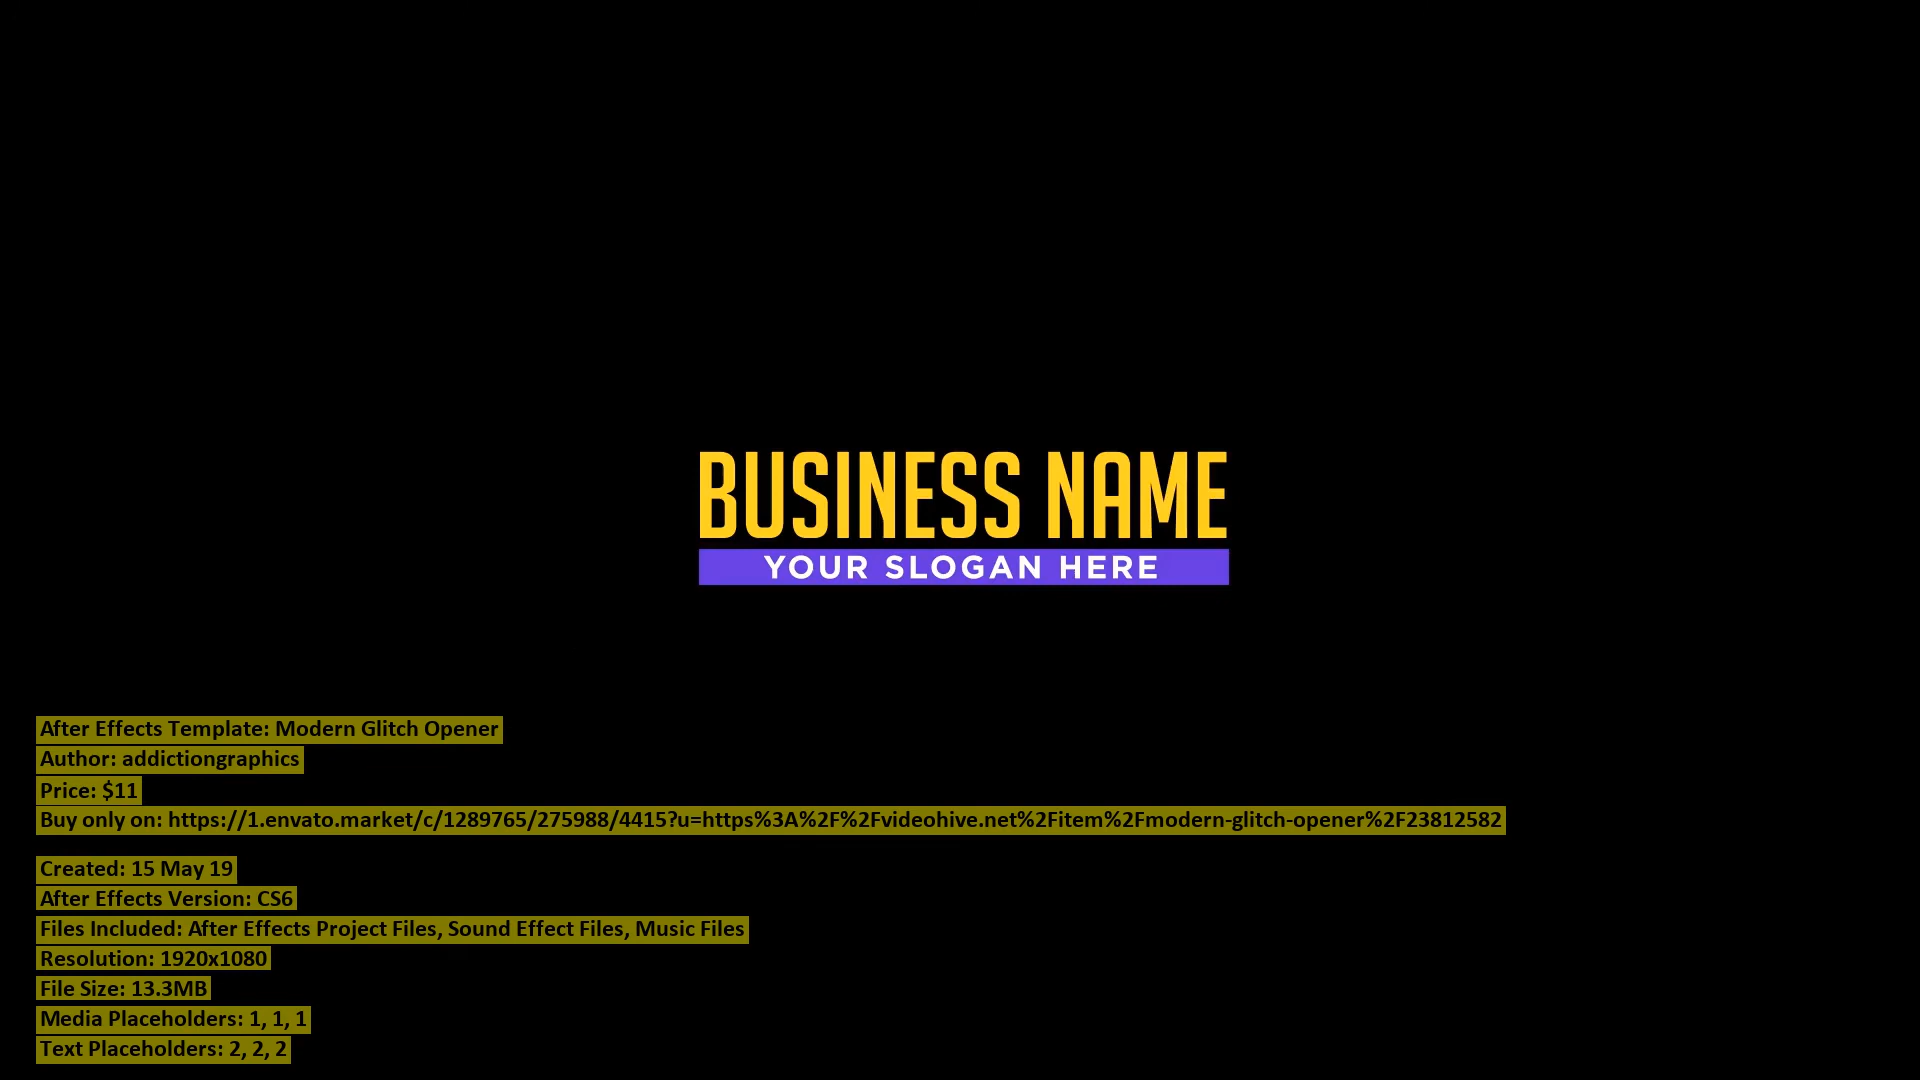 BUSINESS NAME
YOUR SLOGAN HERE
After Effects Template: Modern Glitch Opener
Author: addictiongraphics
Price: $11
Buy only on: https://1.envato.market/c/1289765/275988/4415?u=https%3A%2F%2Fvideohive.net%2Fitem%2Fmodern-glitch-opener%2F23812582
Created: 15 May 19
After Effects Version: CS6
Files Included: After Effects Project Files, Sound Effect Files, Music Files
Resolution: 1920x1080
File Size: 13.3MB
Media Placeholders: 1, 1, 1
Text Placeholders: 2, 2, 2